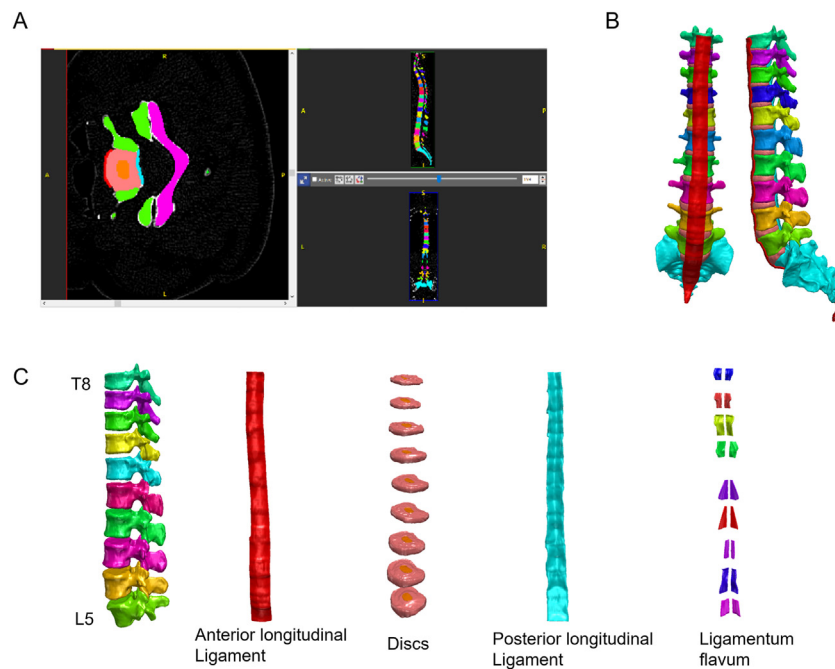 A
B
R
A
P
L
S
A
P
I
S
L
R
I
C
T8
L5
Anterior longitudinal
Ligament
Discs
Posterior longitudinal
Ligament
Ligamentum
flavum